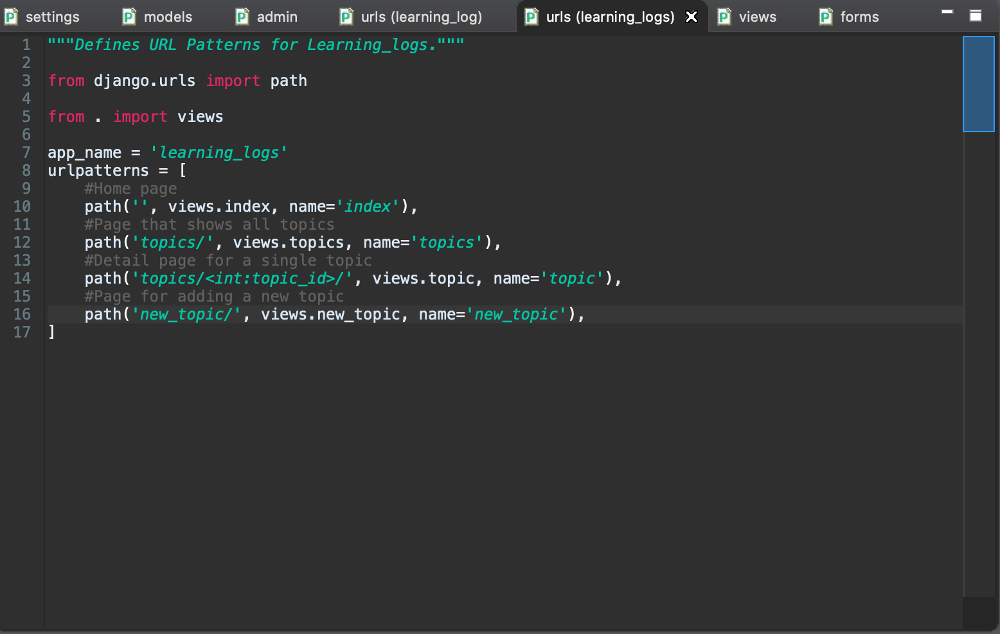 settings models admin urls (learning_log) urls (learning_logs) views forms
1 """Defines URL Patterns for Learning_logs."""
2
3 from django.urls import path
4
5 from . import views
6
7 app_name = 'learning_logs'
8 urlpatterns = [
9     #Home page
10     path('', views.index, name='index'),
11     #Page that shows all topics
12     path('topics/', views.topics, name='topics'),
13     #Detail page for a single topic
14     path('topics/<int:topic_id>/', views.topic, name='topic'),
15     #Page for adding a new topic
16     path('new_topic/', views.new_topic, name='new_topic'),
17 ]